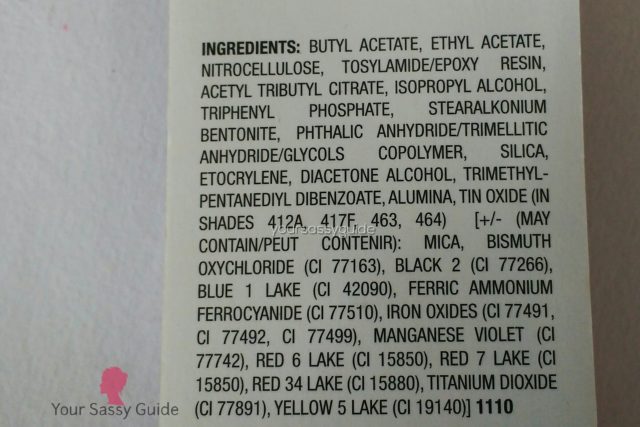 INGREDIENTS: BUTYL ACETATE, ETHYL ACETATE,
NITROCELLULOSE, TOSYLAMIDE/EPOXY RESIN,
ACETYL TRIBUTYL CITRATE, ISOPROPYL ALCOHOL,
TRIPHENYL PHOSPHATE, STEARALKONIUM
BENTONITE, PHTHALIC ANHYDRIDE/TRIMELLITIC
ANHYDRIDE/GLYCOLS COPOLYMER, SILICA,
ETOCRYLENE, DIACETONE ALCOHOL, TRIMETHYL-
PENTANEDIYL DIBENZOATE, ALUMINA, TIN OXIDE (IN
SHADES 412A, 417F, 463, 464) [+/- (MAY
yoursassyguide
CONTAIN/PEUT CONTENIR): MICA, BISMUTH
OXYCHLORIDE (CI 77163), BLACK 2 (CI 77266),
BLUE 1 LAKE (CI 42090), FERRIC AMMONIUM
FERROCYANIDE (CI 77510), IRON OXIDES (CI 77491,
CI 77492, CI 77499), MANGANESE VIOLET (CI
77742), RED 6 LAKE (CI 15850), RED 7 LAKE (CI
15850), RED 34 LAKE (CI 15880), TITANIUM DIOXIDE
(CI 77891), YELLOW 5 LAKE (CI 19140)] 1110
Your Sassy Guide